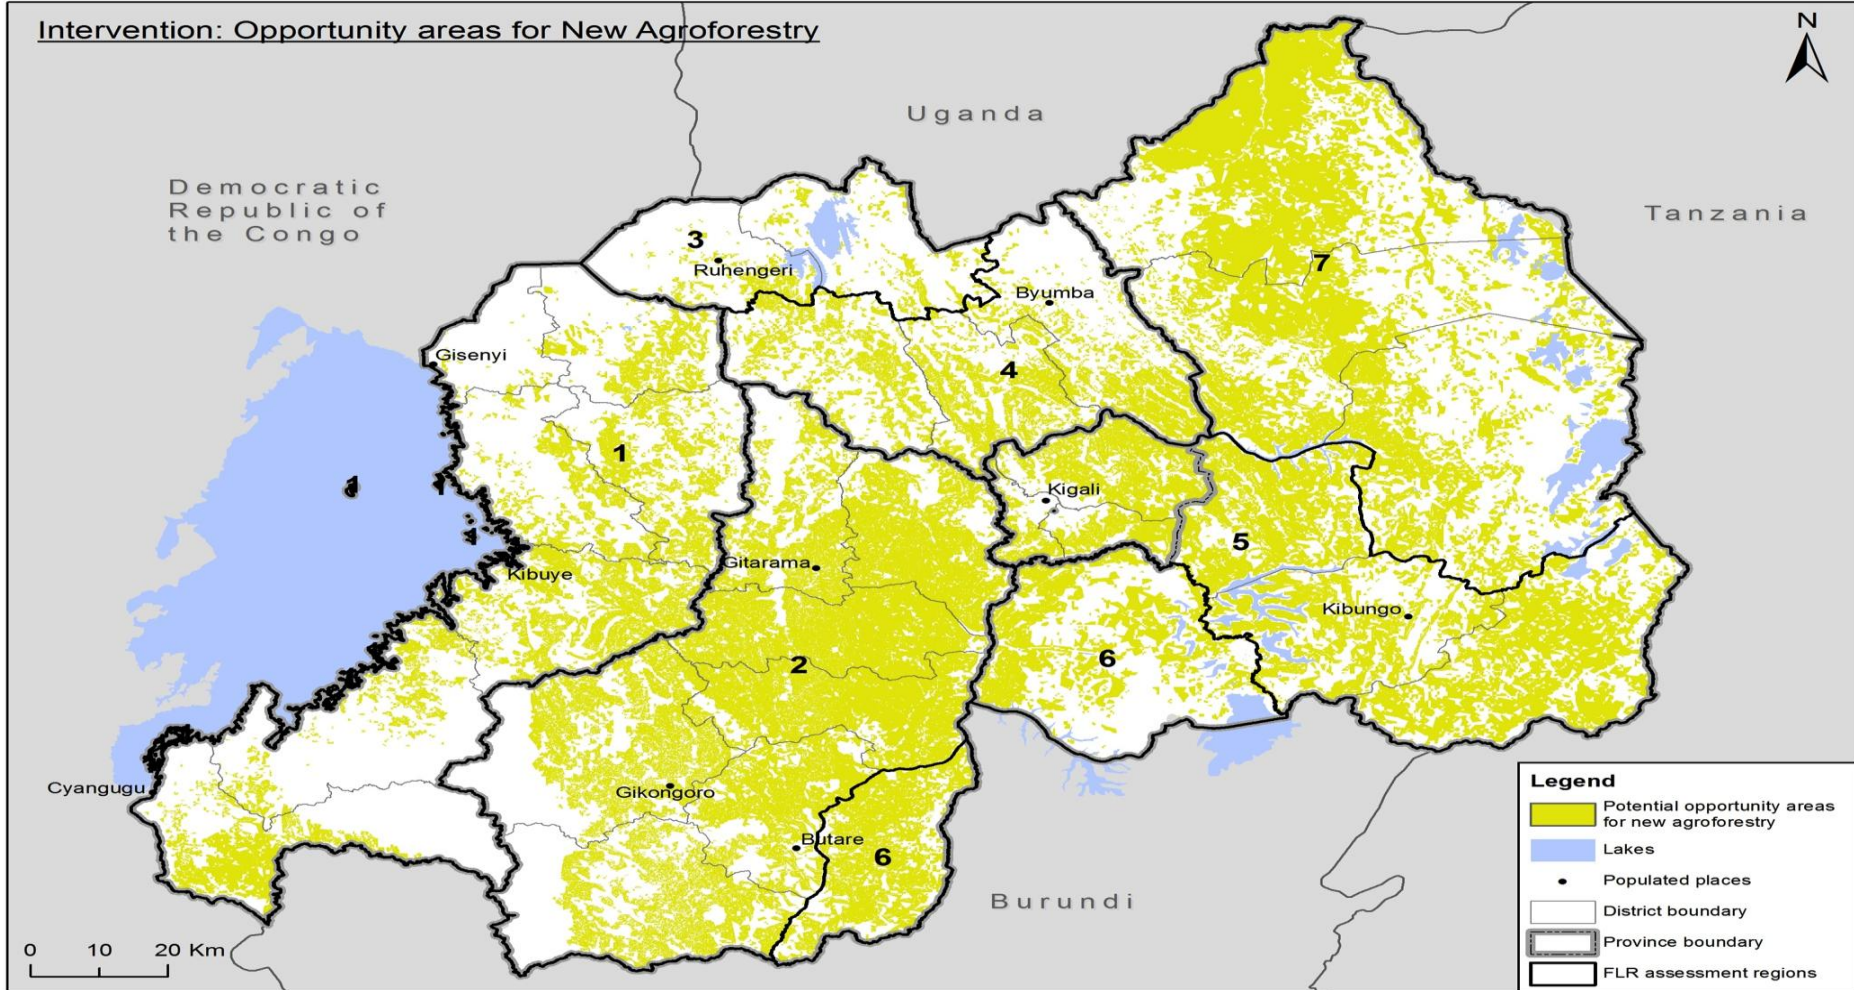 Intervention: Opportunity areas for New Agroforestry
N
Uganda
Democratic
Republic of
the Congo
Tanzania
3
Ruhengeri
7
Byumba
Gisenyi
4
1
1
1
Kigali
5
Gitarama
Kibuye
Kibungo
2
6
Cyangugu
Gikongoro
Butare
6
Burundi
0 10 20 Km
Legend
Potential opportunity areas
for new agroforestry
Lakes
Populated places
District boundary
Province boundary
FLR assessment regions